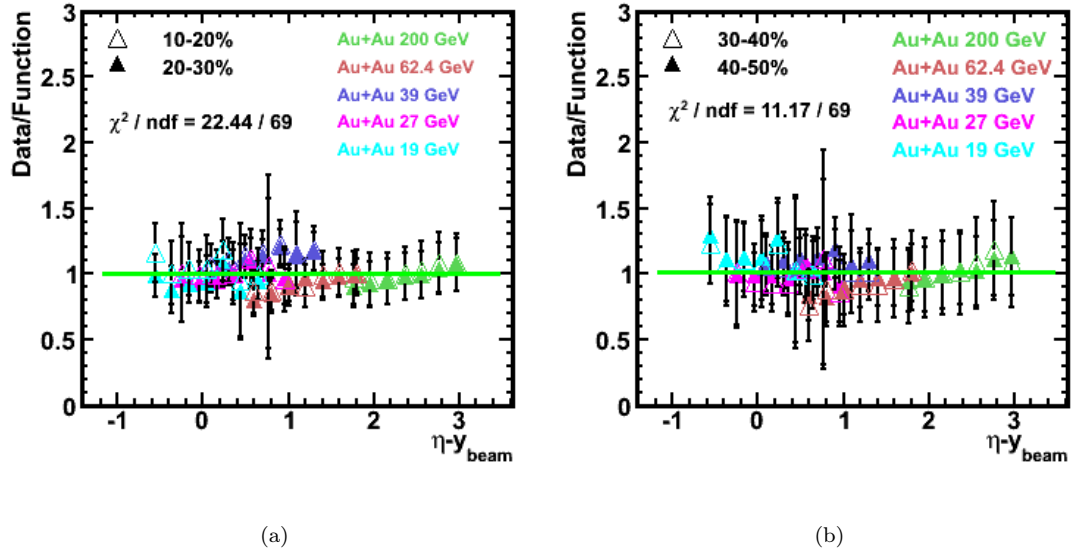 Data/Function
3
2.5
2
1.5
1
0.5
0
10-20%
20-30%
χ² / ndf = 22.44 / 69
Au+Au 200 GeV
Au+Au 62.4 GeV
Au+Au 39 GeV
Au+Au 27 GeV
Au+Au 19 GeV
-1 0 1 2 3
η-y_beam
(a)
Data/Function
3
2.5
2
1.5
1
0.5
0
30-40%
40-50%
χ² / ndf = 11.17 / 69
Au+Au 200 GeV
Au+Au 62.4 GeV
Au+Au 39 GeV
Au+Au 27 GeV
Au+Au 19 GeV
-1 0 1 2 3
η-y_beam
(b)